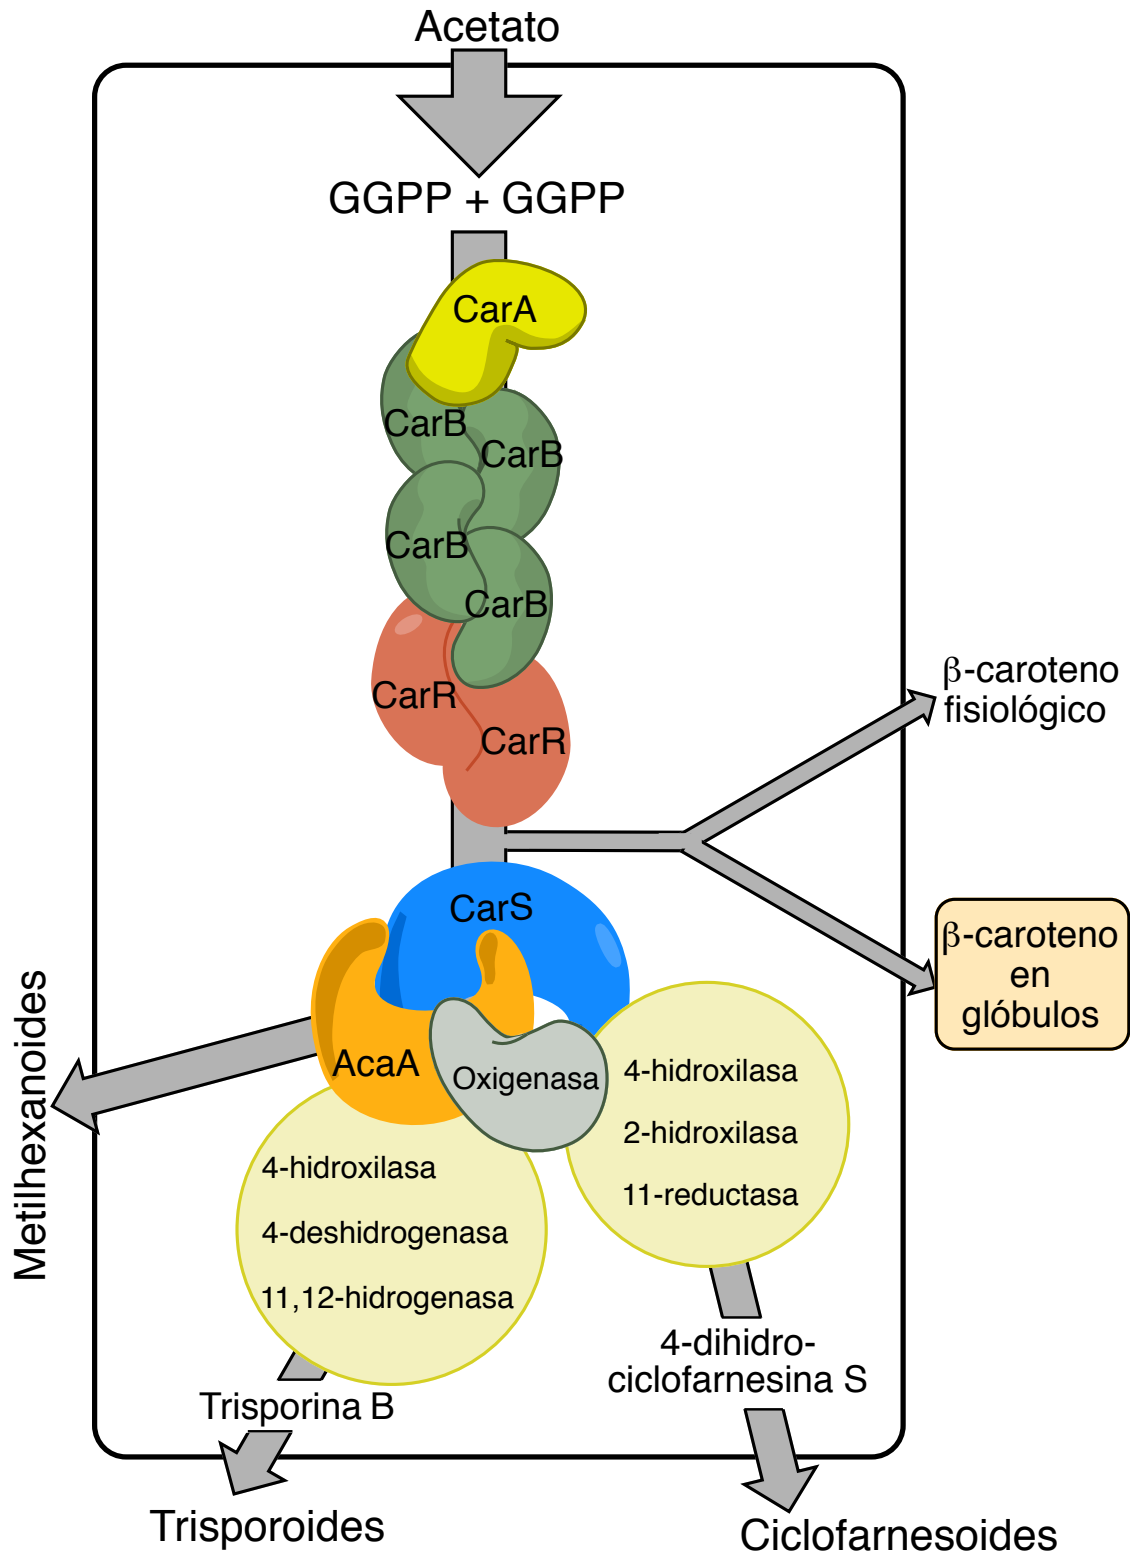 Acetato
GGPP + GGPP
CarA
CarB
CarB
CarB
CarB
CarR
CarR
β-caroteno
fisiológico
CarS
β-caroteno
en
glóbulos
Metilhexanoides
AcaA
Oxigenasa
4-hidroxilasa
2-hidroxilasa
11-reductasa
4-hidroxilasa
4-deshidrogenasa
11,12-hidrogenasa
4-dihidro-
ciclofarnesina S
Trisporina B
Trisporoides
Ciclofarnesoides